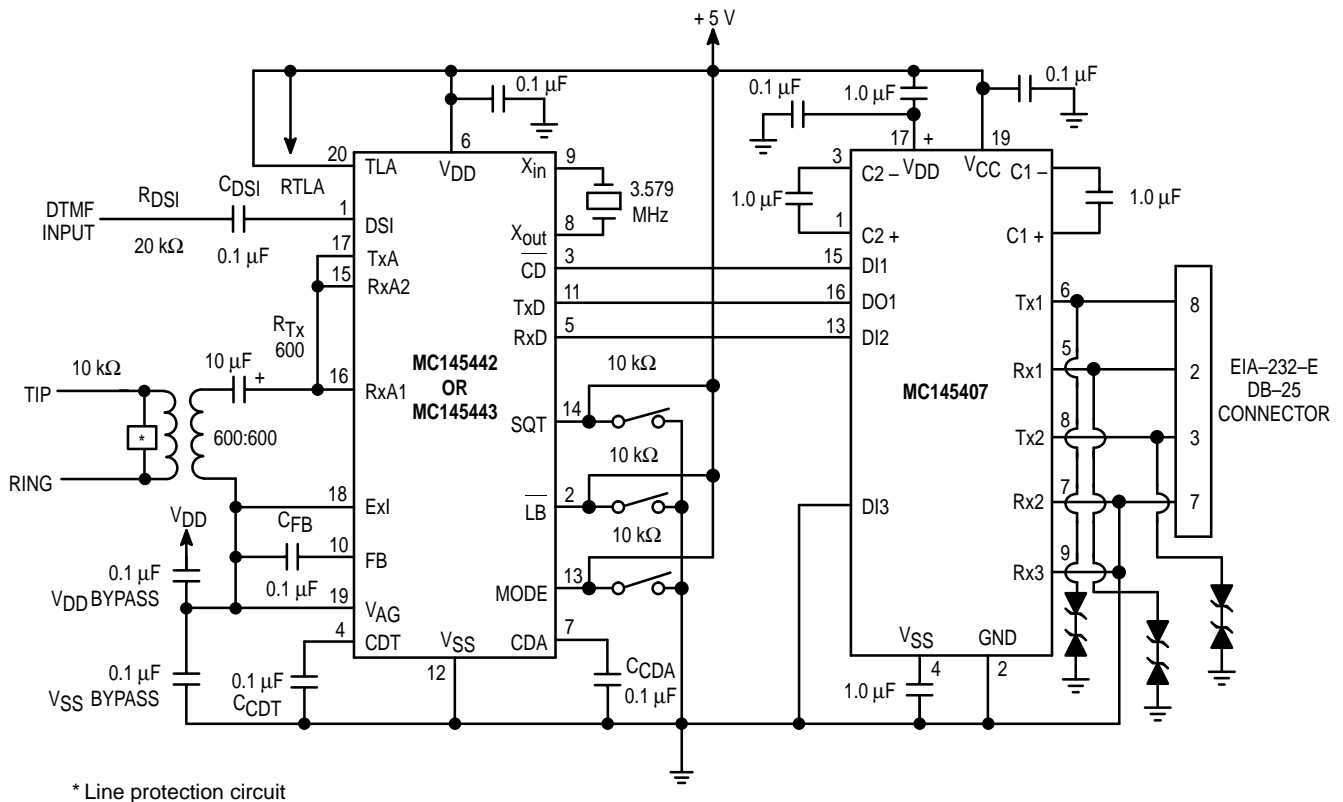 + 5 V
0.1 µF
0.1 µF
1.0 µF
0.1 µF
6
17
+
19
20
TLA
VDD
Xin
9
3
C2 –
VDD
VCC
C1 –
RTLA
3.579
MHz
1.0 µF
1.0 µF
DTMF
INPUT
RDSI
CDSI
20 kΩ
0.1 µF
1
DSI
Xout
8
1
C2 +
C1 +
17
TxA
CD
3
15
DI1
15
RxA2
TxD
11
16
DO1
Tx1
6
8
RTx
600
RxD
5
13
DI2
10 kΩ
TIP
10 µF
+
16
RxA1
MC145442
OR
MC145443
MC145407
Rx1
5
2
EIA–232–E
DB–25
CONNECTOR
10 kΩ
SQT
14
Tx2
8
3
*
600:600
10 kΩ
RING
18
ExI
LB
2
DI3
Rx2
7
7
VDD
CFB
0.1 µF
10
FB
10 kΩ
MODE
13
Rx3
9
0.1 µF
VDD BYPASS
19
VAG
4
CDT
VSS
12
CDA
7
VSS
4
GND
2
0.1 µF
VSS BYPASS
0.1 µF
CCDT
CCDA
0.1 µF
1.0 µF
* Line protection circuit